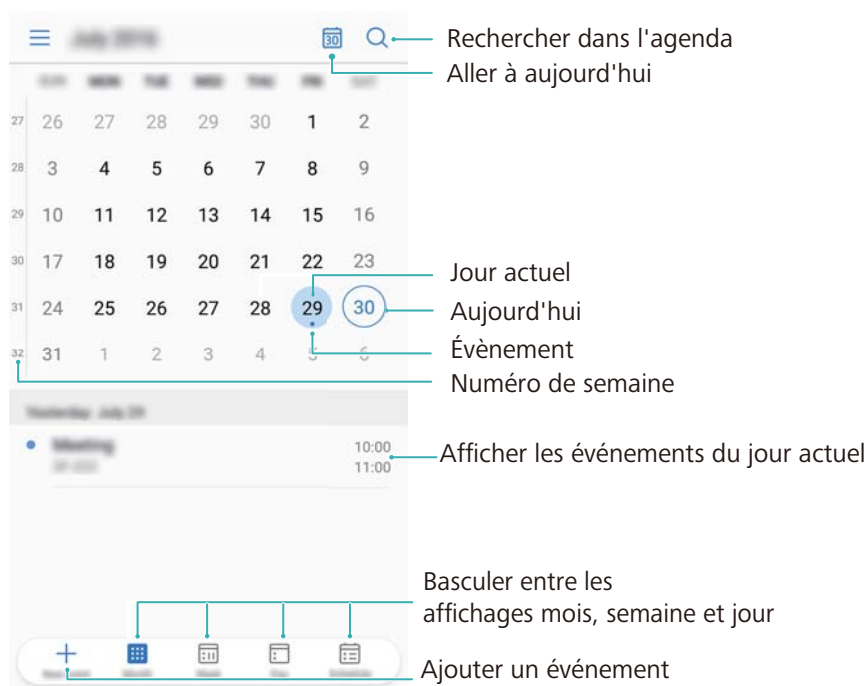 30
Rechercher dans l'agenda
Aller à aujourd'hui
27 26 27 28 29 30 1 2
28 3 4 5 6 7 8 9
29 10 11 12 13 14 15 16
30 17 18 19 20 21 22 23
Jour actuel
31 24 25 26 27 28 29 30
Aujourd'hui
Évènement
32 31 1 2 3 4 5 6
Numéro de semaine
Meeting
10:00
11:00
Afficher les événements du jour actuel
Basculer entre les
affichages mois, semaine et jour
Ajouter un événement